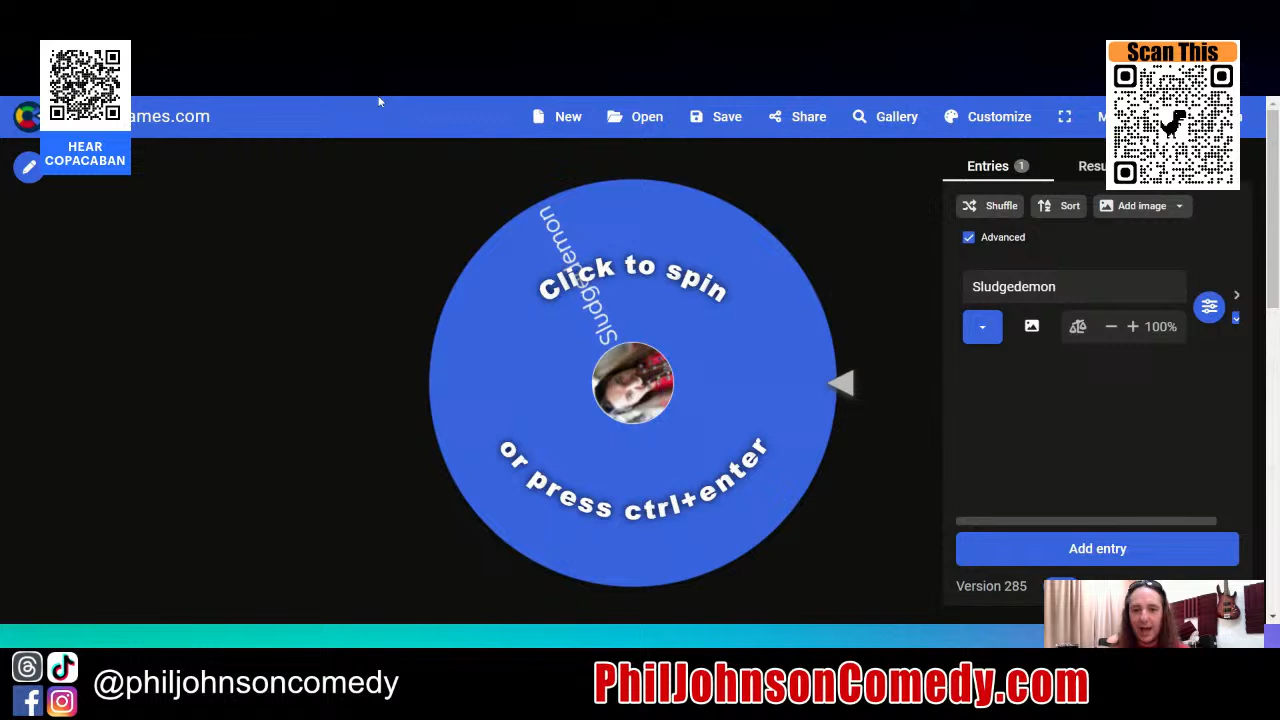 Scan This
HEAR
COPACABAN
ames.com
New
Open
Save
Share
Gallery
Customize
Entries 1
Resu
Shuffle
Sort
Add image
Advanced
Sludgedemon
100%
Sludgedemon
Click to spin
or press ctrl+enter
Add entry
Version 285
@philjohnsoncomedy
PhilJohnsonComedy.com